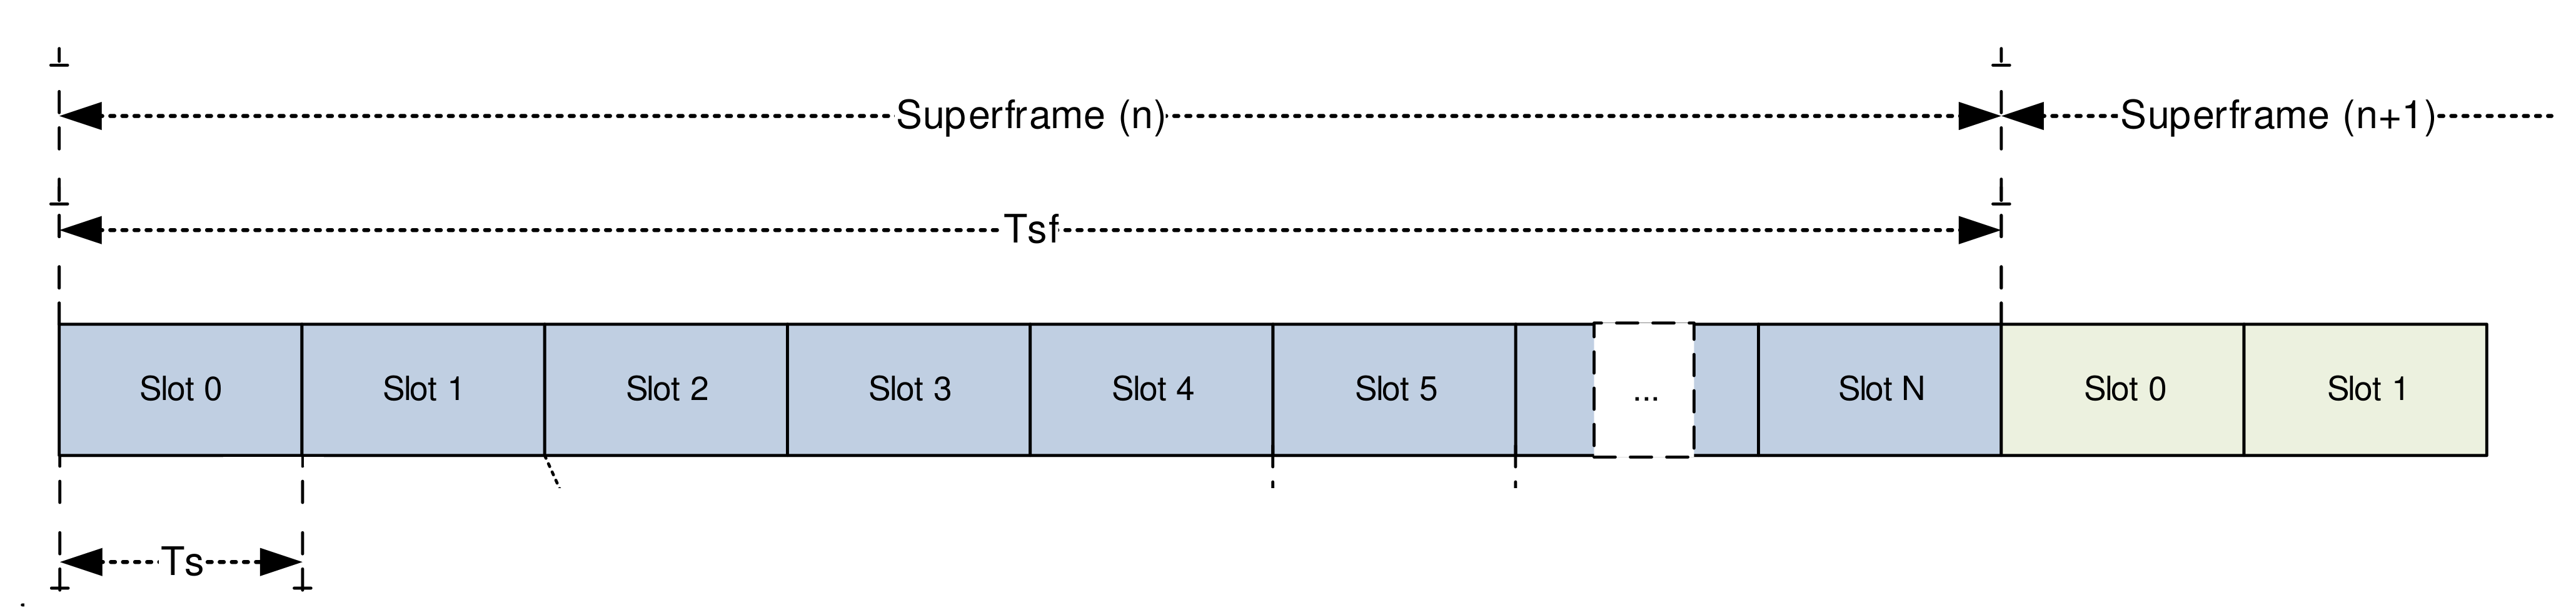 Superframe (n)
Superframe (n+1)
Tsf
Slot 0
Slot 1
Slot 2
Slot 3
Slot 4
Slot 5
...
Slot N
Slot 0
Slot 1
Ts